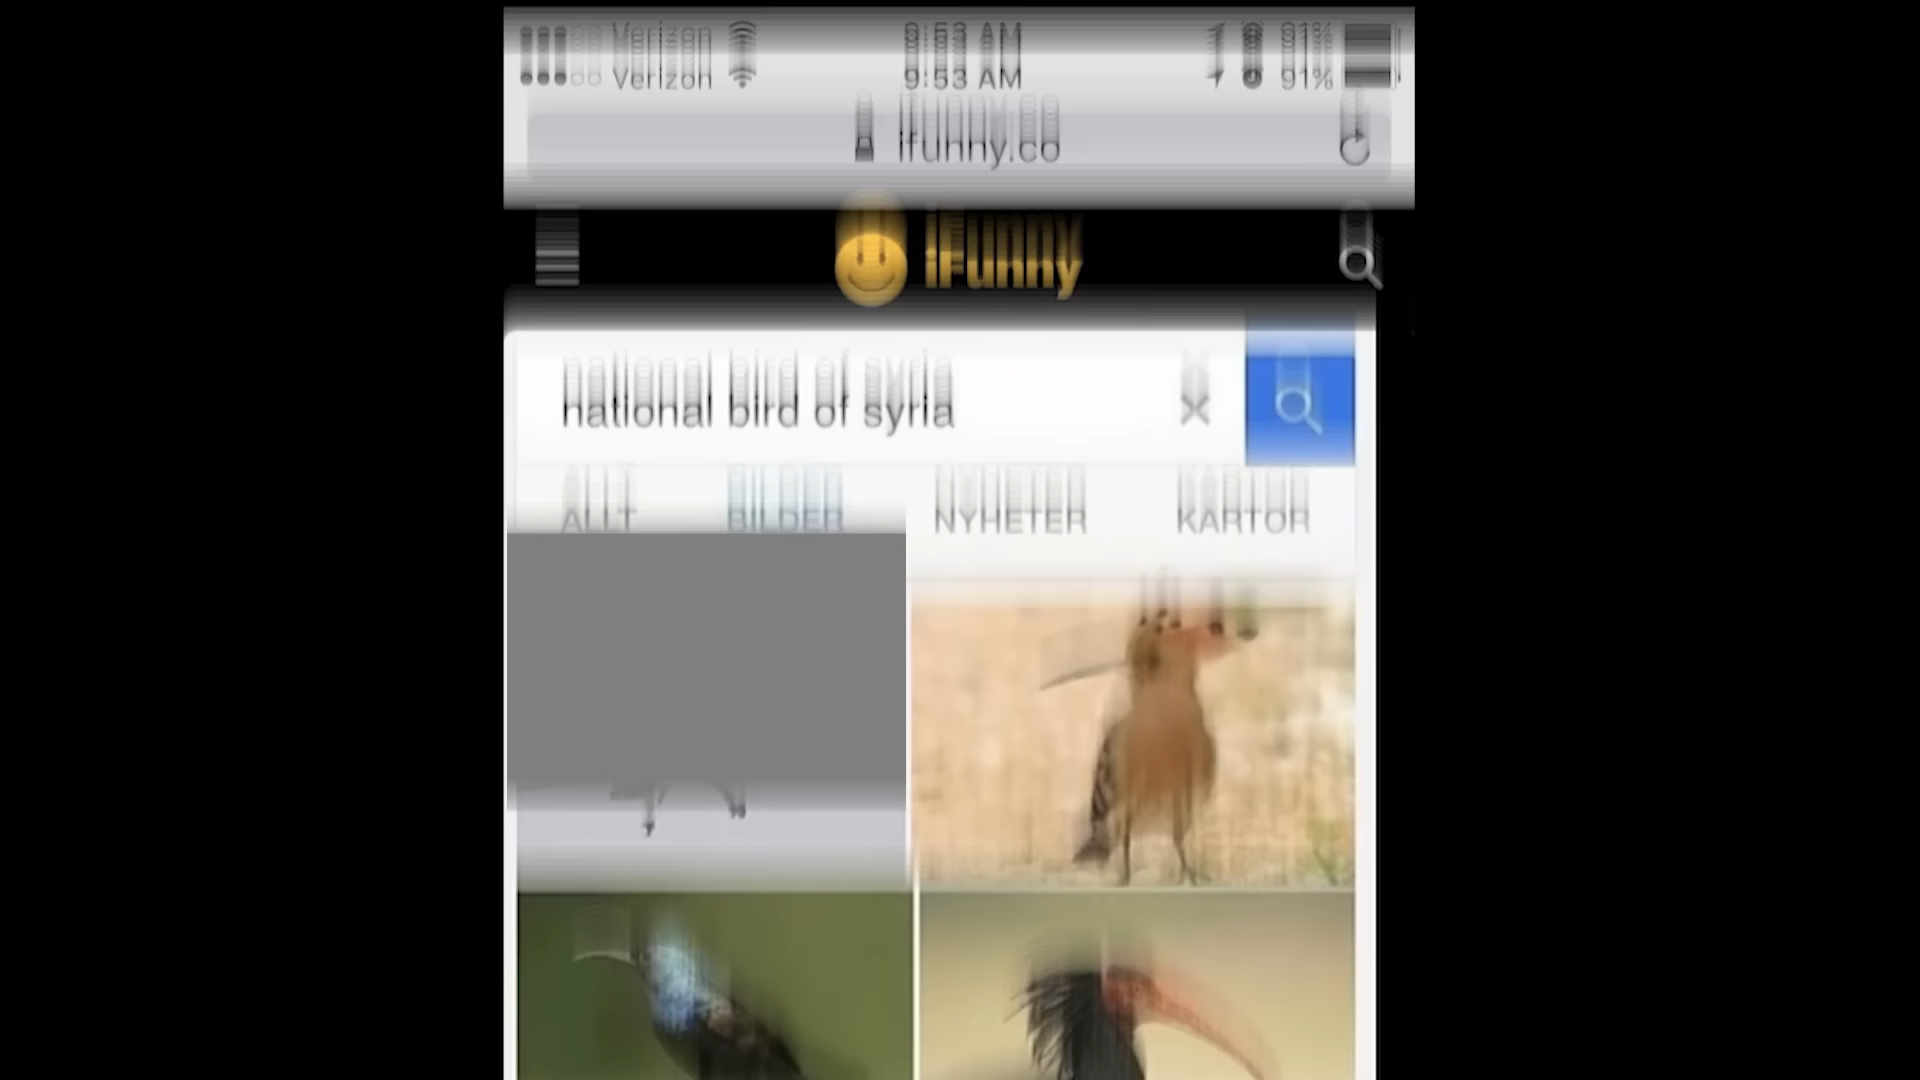 Verizon 9:53 AM 91%
ifunny.co
iFunny
national bird of syria
ALLT BILDER NYHETER KARTOR